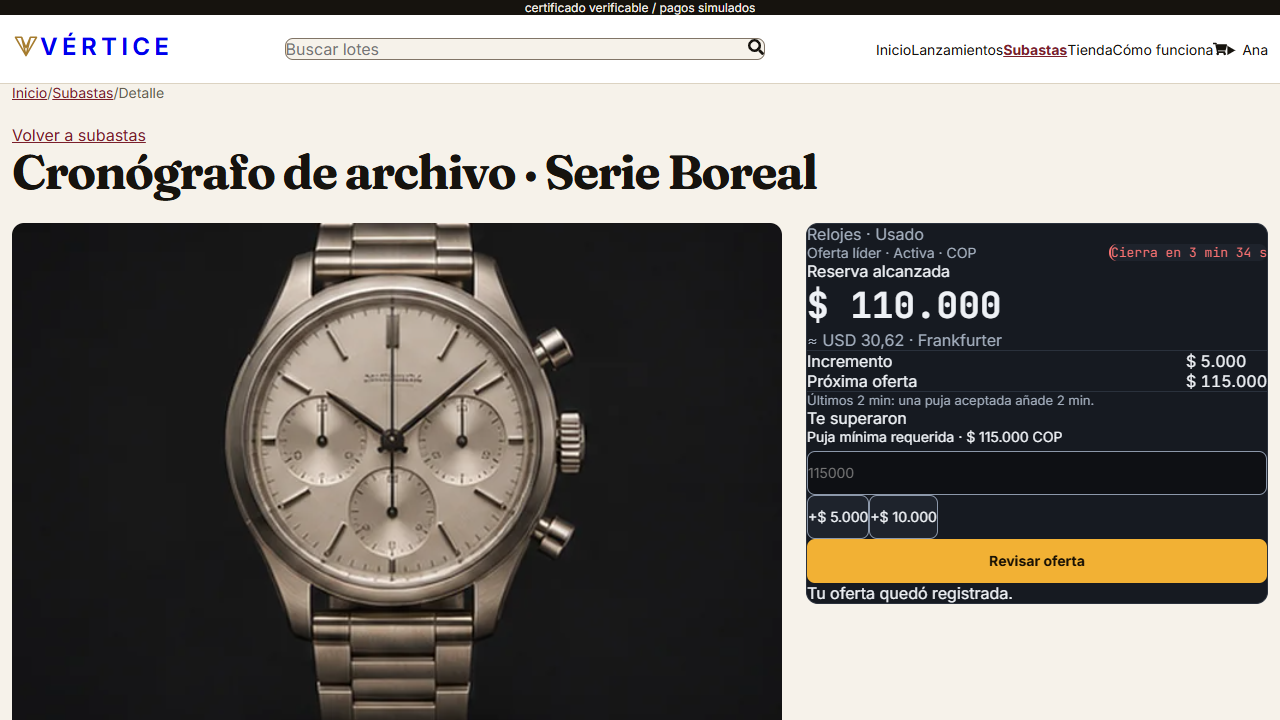 certificado verificable / pagos simulados
VÉRTICE
Buscar lotes
Inicio Lanzamientos Subastas Tienda Cómo funciona Ana
Inicio/Subastas/Detalle
Volver a subastas
Cronógrafo de archivo · Serie Boreal
Relojes · Usado
Oferta líder · Activa · COP
Cierra en 3 min 34 s
Reserva alcanzada
$ 110.000
≈ USD 30,62 · Frankfurter
Incremento $ 5.000
Próxima oferta $ 115.000
Últimos 2 min: una puja aceptada añade 2 min.
Te superaron
Puja mínima requerida · $ 115.000 COP
115000
+$ 5.000 +$ 10.000
Revisar oferta
Tu oferta quedó registrada.